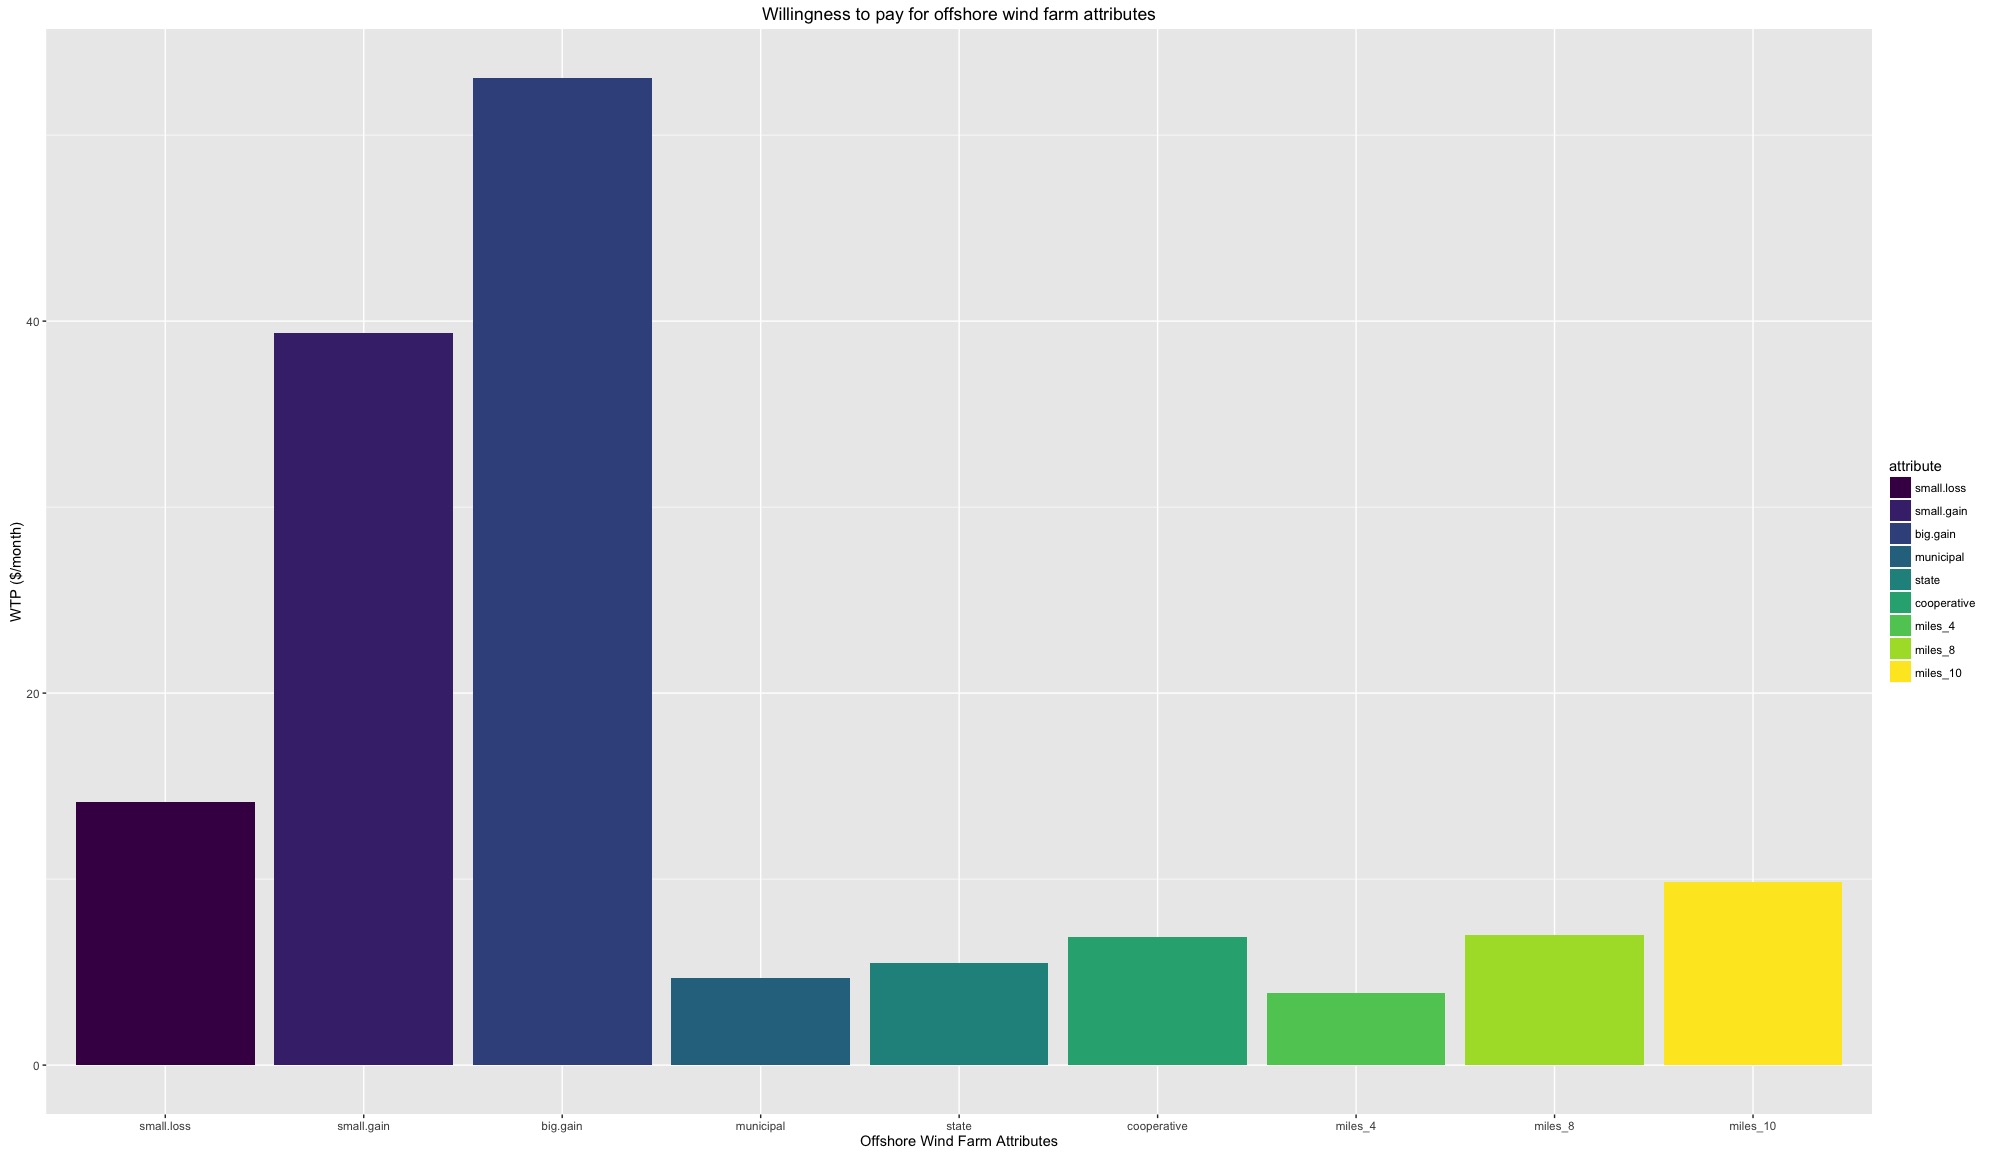 Willingness to pay for offshore wind farm attributes
WTP ($/month)
40
20
0
small.loss
small.gain
big.gain
municipal
state
cooperative
miles_4
miles_8
miles_10
Offshore Wind Farm Attributes
attribute
small.loss
small.gain
big.gain
municipal
state
cooperative
miles_4
miles_8
miles_10